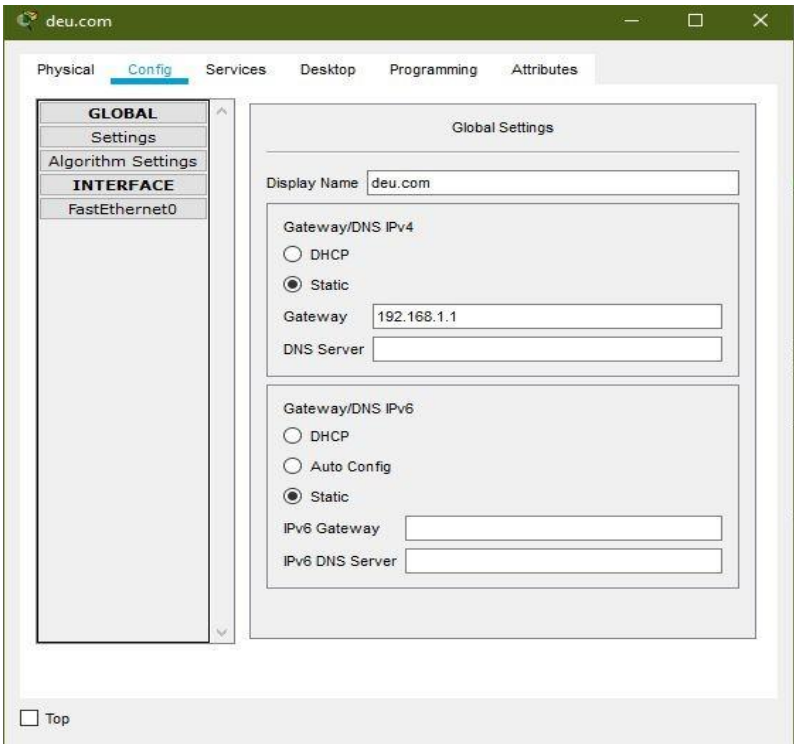 deu.com
Physical Config Services Desktop Programming Attributes
GLOBAL
Settings
Algorithm Settings
INTERFACE
FastEthernet0
Global Settings
Display Name deu.com
Gateway/DNS IPv4
DHCP
Static
Gateway 192.168.1.1
DNS Server
Gateway/DNS IPv6
DHCP
Auto Config
Static
IPv6 Gateway
IPv6 DNS Server
Top